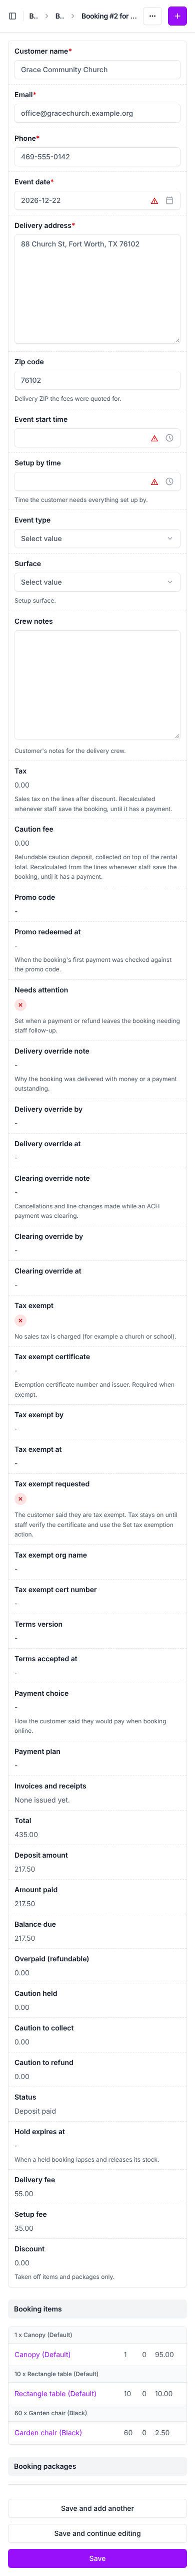 B..
B..
Booking #2 for ...
Customer name*
Grace Community Church
Email*
office@gracechurch.example.org
Phone*
469-555-0142
Event date*
2026-12-22
Delivery address*
88 Church St, Fort Worth, TX 76102
Zip code
76102
Delivery ZIP the fees were quoted for.
Event start time
Setup by time
Time the customer needs everything set up by.
Event type
Select value
Surface
Select value
Setup surface.
Crew notes
Customer's notes for the delivery crew.
Tax
0.00
Sales tax on the lines after discount. Recalculated
whenever staff save the booking, until it has a payment.
Caution fee
0.00
Refundable caution deposit, collected on top of the rental
total. Recalculated from the lines whenever staff save the
booking, until it has a payment.
Promo code
-
Promo redeemed at
-
When the booking's first payment was checked against
the promo code.
Needs attention
Set when a payment or refund leaves the booking needing
staff follow-up.
Delivery override note
-
Why the booking was delivered with money or a payment
outstanding.
Delivery override by
-
Delivery override at
-
Clearing override note
-
Cancellations and line changes made while an ACH
payment was clearing.
Clearing override by
-
Clearing override at
-
Tax exempt
No sales tax is charged (for example a church or school).
Tax exempt certificate
-
Exemption certificate number and issuer. Required when
exempt.
Tax exempt by
-
Tax exempt at
-
Tax exempt requested
The customer said they are tax exempt. Tax stays on until
staff verify the certificate and use the Set tax exemption
action.
Tax exempt org name
-
Tax exempt cert number
-
Terms version
-
Terms accepted at
-
Payment choice
-
How the customer said they would pay when booking
online.
Payment plan
-
Invoices and receipts
None issued yet.
Total
435.00
Deposit amount
217.50
Amount paid
217.50
Balance due
217.50
Overpaid (refundable)
0.00
Caution held
0.00
Caution to collect
0.00
Caution to refund
0.00
Status
Deposit paid
Hold expires at
-
When a held booking lapses and releases its stock.
Delivery fee
55.00
Setup fee
35.00
Discount
0.00
Taken off items and packages only.
Booking items
1 x Canopy (Default)
Canopy (Default) 1 0 95.00
10 x Rectangle table (Default)
Rectangle table (Default) 10 0 10.00
60 x Garden chair (Black)
Garden chair (Black) 60 0 2.50
Booking packages
Save and add another
Save and continue editing
Save